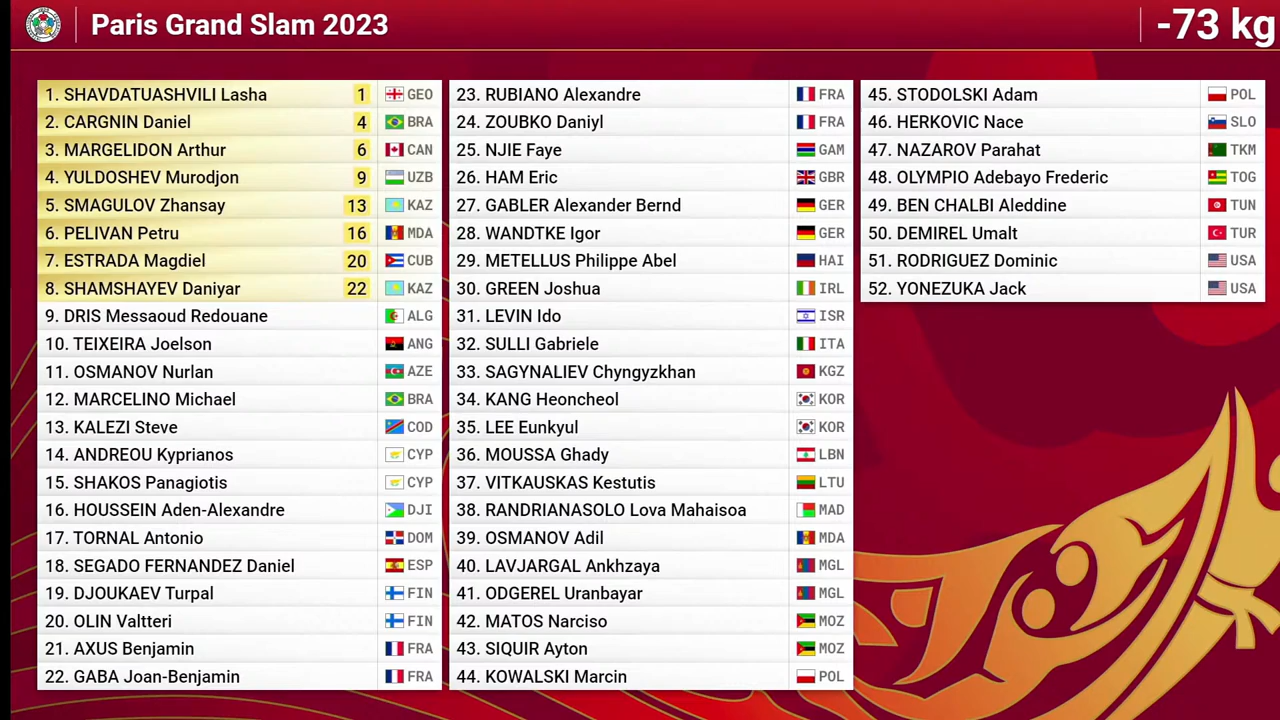 Paris Grand Slam 2023
-73 kg
1. SHAVDATUASHVILI Lasha 1 GEO
2. CARGNIN Daniel 4 BRA
3. MARGELIDON Arthur 6 CAN
4. YULDOSHEV Murodjon 9 UZB
5. SMAGULOV Zhansay 13 KAZ
6. PELIVAN Petru 16 MDA
7. ESTRADA Magdiel 20 CUB
8. SHAMSHAYEV Daniyar 22 KAZ
9. DRIS Messaoud Redouane ALG
10. TEIXEIRA Joelson ANG
11. OSMANOV Nurlan AZE
12. MARCELINO Michael BRA
13. KALEZI Steve COD
14. ANDREOU Kyprianos CYP
15. SHAKOS Panagiotis CYP
16. HOUSSEIN Aden-Alexandre DJI
17. TORNAL Antonio DOM
18. SEGADO FERNANDEZ Daniel ESP
19. DJOUKAEV Turpal FIN
20. OLIN Valtteri FIN
21. AXUS Benjamin FRA
22. GABA Joan-Benjamin FRA
23. RUBIANO Alexandre FRA
24. ZOUBKO Daniyl FRA
25. NJIE Faye GAM
26. HAM Eric GBR
27. GABLER Alexander Bernd GER
28. WANDTKE Igor GER
29. METELLUS Philippe Abel HAI
30. GREEN Joshua IRL
31. LEVIN Ido ISR
32. SULLI Gabriele ITA
33. SAGYNALIEV Chyngyzkhan KGZ
34. KANG Heoncheol KOR
35. LEE Eunkyul KOR
36. MOUSSA Ghady LBN
37. VITKAUSKAS Kestutis LTU
38. RANDRIANASOLO Lova Mahaisoa MAD
39. OSMANOV Adil MDA
40. LAVJARGAL Ankhzaya MGL
41. ODGEREL Uranbayar MGL
42. MATOS Narciso MOZ
43. SIQUIR Ayton MOZ
44. KOWALSKI Marcin POL
45. STODOLSKI Adam POL
46. HERKOVIC Nace SLO
47. NAZAROV Parahat TKM
48. OLYMPIO Adebayo Frederic TOG
49. BEN CHALBI Aleddine TUN
50. DEMIREL Umalt TUR
51. RODRIGUEZ Dominic USA
52. YONEZUKA Jack USA